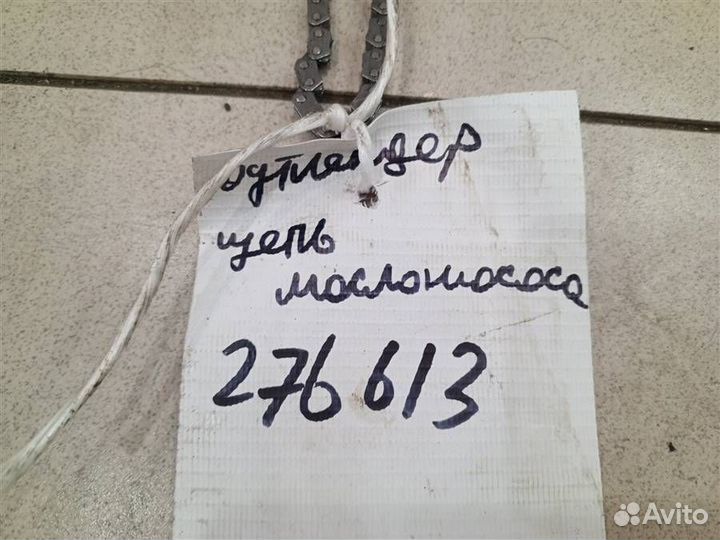 аутлендер
цепь
маслонасоса
276613
Avito